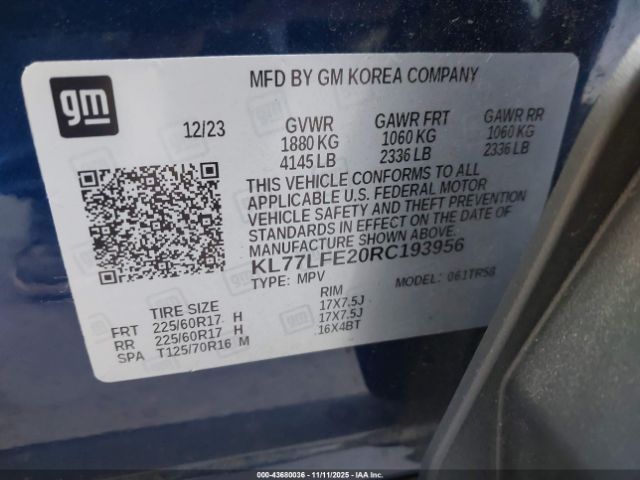 gm
MFD BY GM KOREA COMPANY
12/23 GVWR GAWR FRT GAWR RR
1880 KG 1060 KG 1060 KG
4145 LB 2336 LB 2336 LB
THIS VEHICLE CONFORMS TO ALL
APPLICABLE U.S. FEDERAL MOTOR
VEHICLE SAFETY AND THEFT PREVENTION
STANDARDS IN EFFECT ON THE DATE OF
MANUFACTURE SHOWN ABOVE.
KL77LFE20RC193956
TYPE: MPV MODEL: 061TR58
TIRE SIZE RIM
FRT 225/60R17 H 17X7.5J
RR 225/60R17 H 17X7.5J
SPA T125/70R16 M 16X4BT
© IAA - 43680036 - 11/11/2025 - IAAI.COM